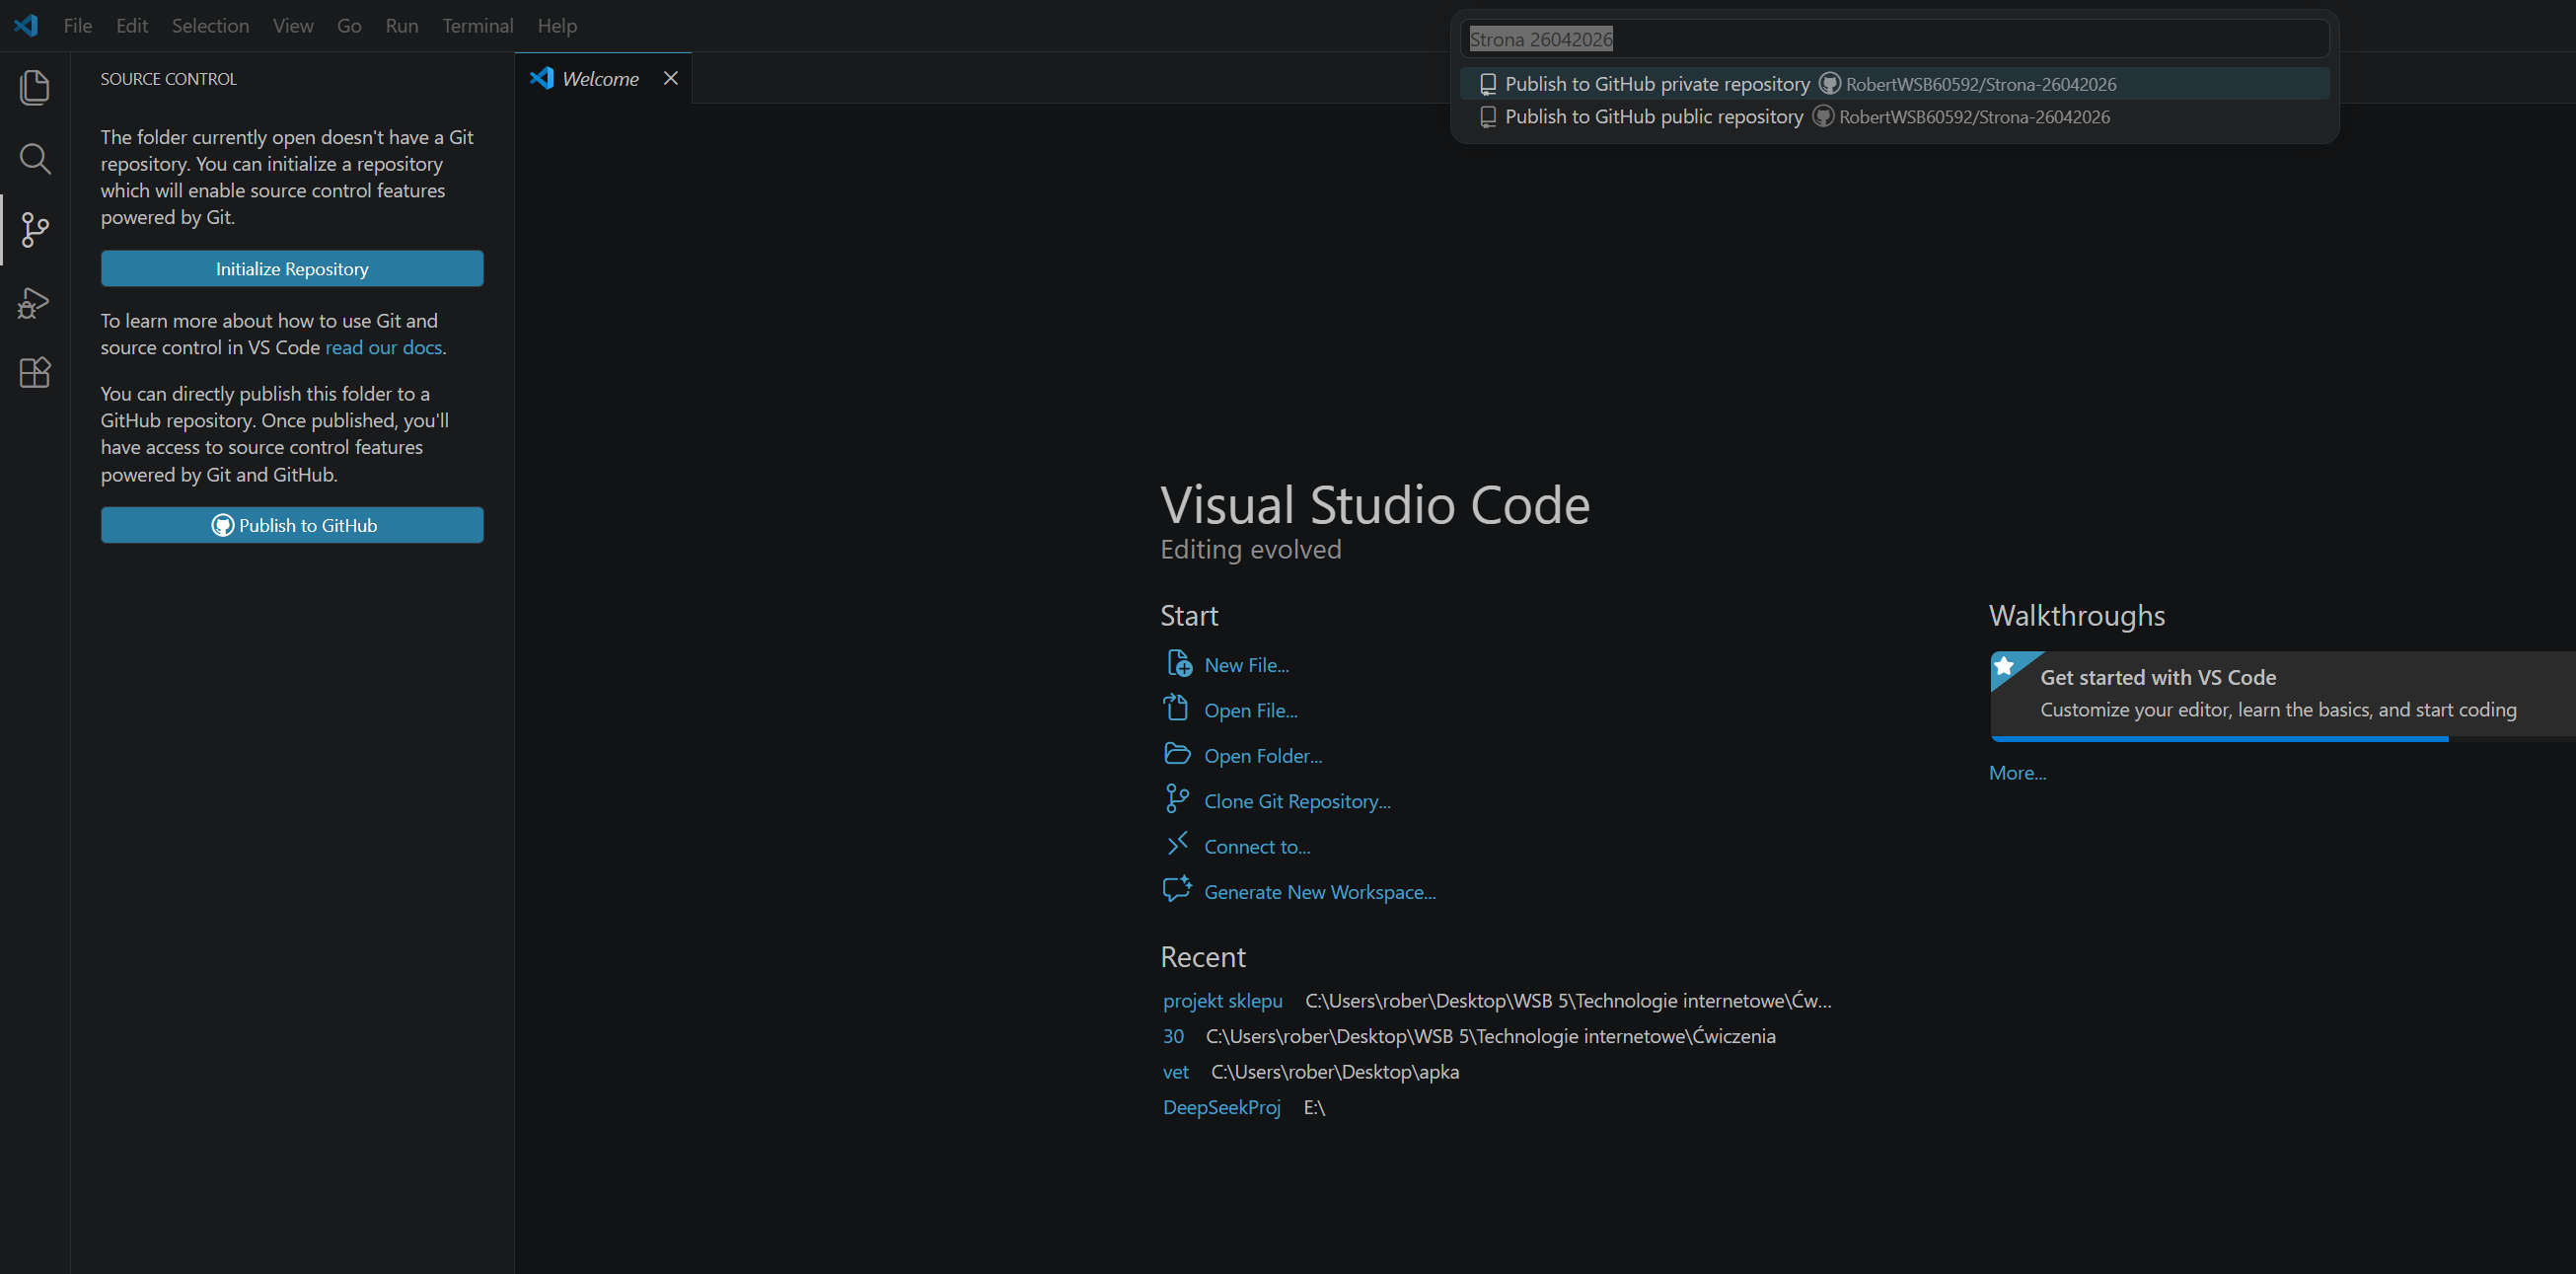 File Edit Selection View Go Run Terminal Help
Strona 26042026
Publish to GitHub private repository RobertWSB60592/Strona-26042026
Publish to GitHub public repository RobertWSB60592/Strona-26042026
SOURCE CONTROL
The folder currently open doesn't have a Git
repository. You can initialize a repository
which will enable source control features
powered by Git.
Initialize Repository
To learn more about how to use Git and
source control in VS Code read our docs.
You can directly publish this folder to a
GitHub repository. Once published, you'll
have access to source control features
powered by Git and GitHub.
Publish to GitHub
Welcome
Visual Studio Code
Editing evolved
Start
New File...
Open File...
Open Folder...
Clone Git Repository...
Connect to...
Generate New Workspace...
Recent
projekt sklepu C:\Users\rober\Desktop\WSB 5\Technologie internetowe\Ćw...
30 C:\Users\rober\Desktop\WSB 5\Technologie internetowe\Ćwiczenia
vet C:\Users\rober\Desktop\apka
DeepSeekProj E:\
Walkthroughs
Get started with VS Code
Customize your editor, learn the basics, and start coding
More...